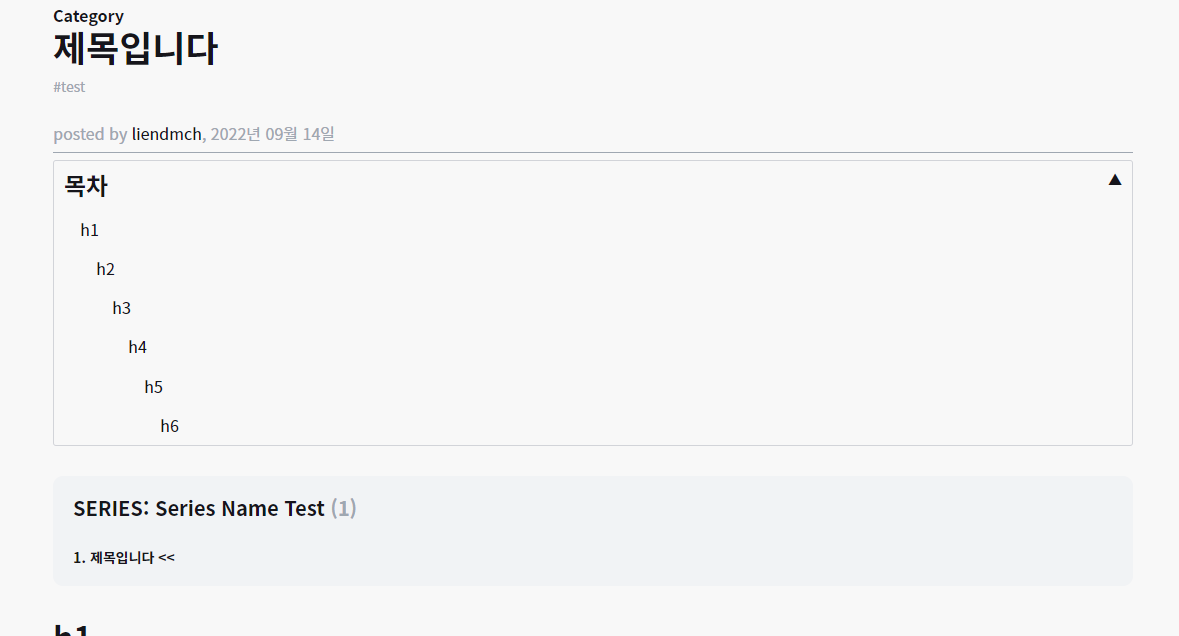 Category
제목입니다
#test
posted by liendmch, 2022년 09월 14일
목차 ▲
h1
h2
h3
h4
h5
h6
SERIES: Series Name Test (1)
1. 제목입니다 <<
h1